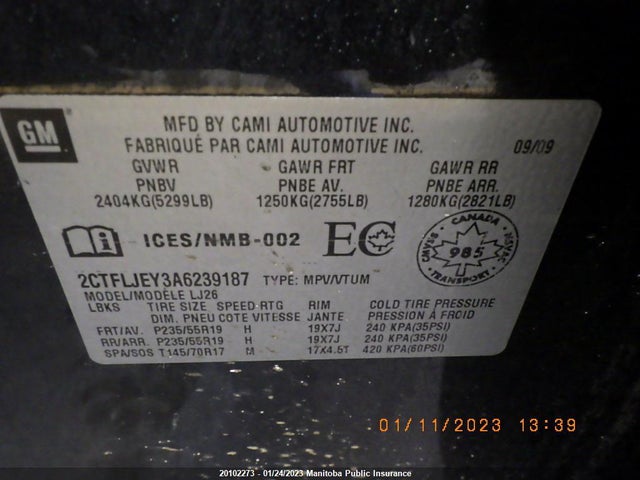 GM
MFD BY CAMI AUTOMOTIVE INC.
FABRIQUÉ PAR CAMI AUTOMOTIVE INC.
09/09
GVWR GAWR FRT GAWR RR
PNBV PNBE AV. PNBE ARR.
2404KG(5299LB) 1250KG(2755LB) 1280KG(2821LB)
ICES/NMB-002 EC
CANADA
985
TRANSPORT
2CTFLJEY3A6239187 TYPE: MPV/VTUM
MODEL/MODÈLE LJ26
LBKS TIRE SIZE SPEED RTG RIM COLD TIRE PRESSURE
DIM. PNEU COTE VITESSE JANTE PRESSION À FROID
FRT/AV. P235/55R19 H 19X7J 240 KPA(35PSI)
RR/ARR. P235/55R19 H 19X7J 240 KPA(35PSI)
SPA/SOS T145/70R17 M 17X4.5T 420 KPA(60PSI)
01/11/2023 13:39
20102273 - 01/24/2023 Manitoba Public Insurance